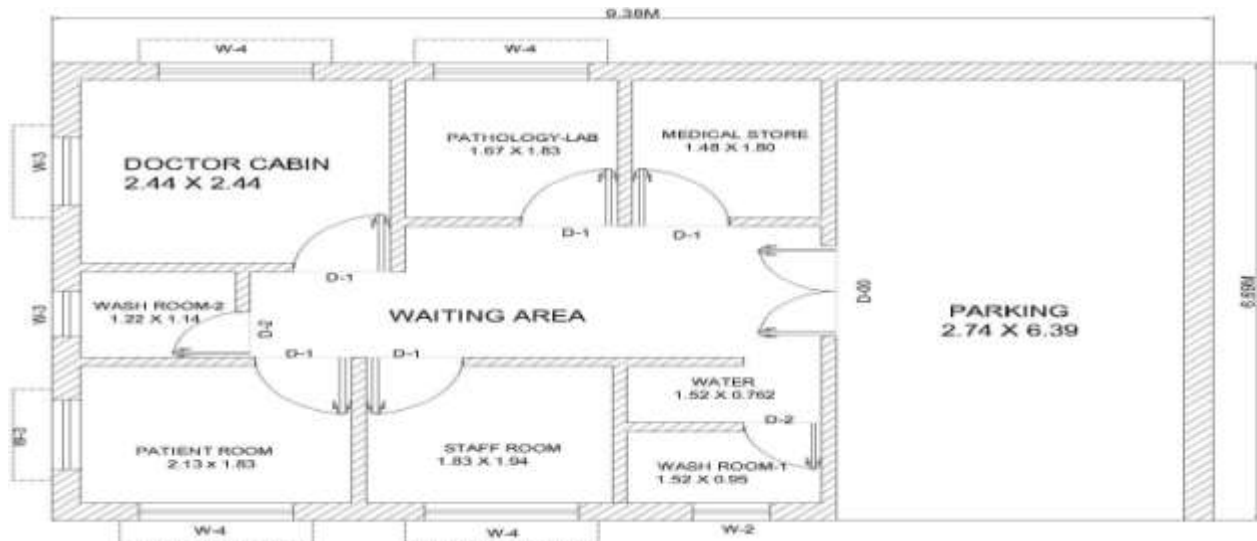 9.38M
W-4
W-4
W-3
DOCTOR CABIN
2.44 X 2.44
PATHOLOGY-LAB
1.67 X 1.83
MEDICAL STORE
1.48 X 1.80
D-1
D-1
D-1
WASH ROOM-2
1.22 X 1.14
W-3
D-2
WAITING AREA
D-00
PARKING
2.74 X 6.39
6.69M
D-1
D-1
WATER
1.52 X 0.762
D-2
W-3
PATIENT ROOM
2.13 x 1.83
STAFF ROOM
1.83 X 1.94
WASH ROOM-1
1.52 X 0.95
W-4
W-4
W-2